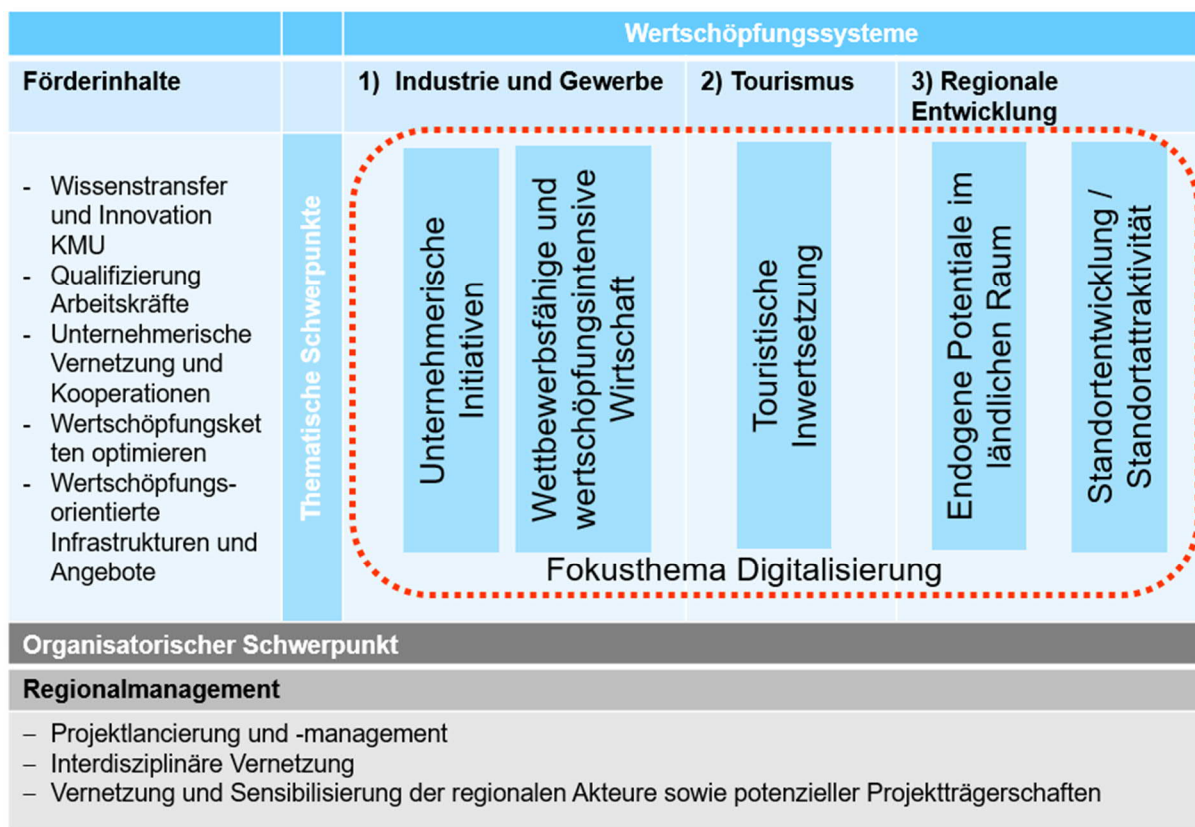 Wertschöpfungssysteme
Förderinhalte
1) Industrie und Gewerbe
2) Tourismus
3) Regionale
Entwicklung
- Wissenstransfer
und Innovation
KMU
- Qualifizierung
Arbeitskräfte
- Unternehmerische
Vernetzung und
Kooperationen
- Wertschöpfungsket
ten optimieren
- Wertschöpfungs-
orientierte
Infrastrukturen und
Angebote
Thematische Schwerpunkte
Unternehmerische
Initiativen
Wettbewerbsfähige und
wertschöpfungsintensive
Wirtschaft
Touristische
Inwertsetzung
Endogene Potentiale im
ländlichen Raum
Standortentwicklung /
Standortattraktivität
Fokusthema Digitalisierung
Organisatorischer Schwerpunkt
Regionalmanagement
– Projektlancierung und -management
– Interdisziplinäre Vernetzung
– Vernetzung und Sensibilisierung der regionalen Akteure sowie potenzieller Projektträgerschaften